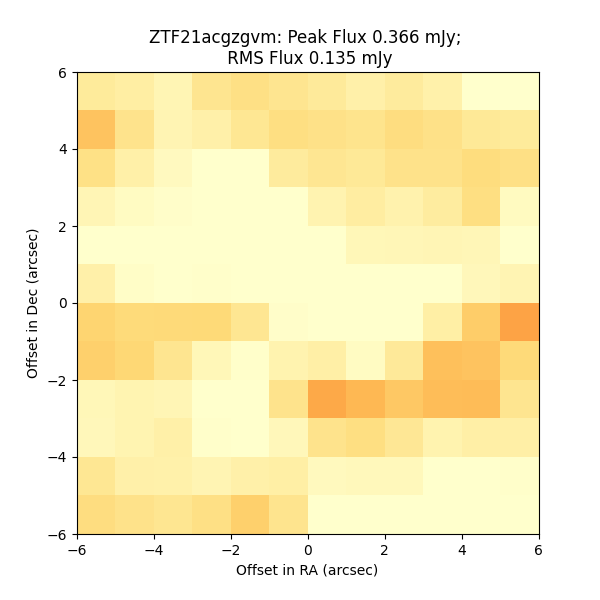 ZTF21acgzgvm: Peak Flux 0.366 mJy;
RMS Flux 0.135 mJy
6
4
2
0
−2
−4
−6
Offset in Dec (arcsec)
−6 −4 −2 0 2 4 6
Offset in RA (arcsec)